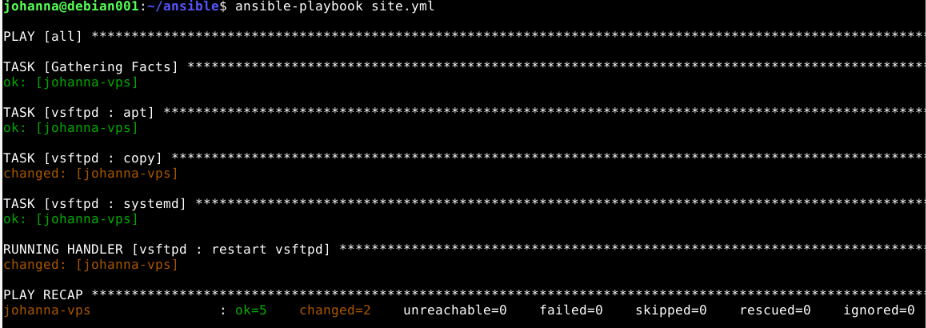 johanna@debian001:~/ansible$ ansible-playbook site.yml
PLAY [all] *******************************************************************************************************
TASK [Gathering Facts] *******************************************************************************************
ok: [johanna-vps]
TASK [vsftpd : apt] **********************************************************************************************
ok: [johanna-vps]
TASK [vsftpd : copy] *********************************************************************************************
changed: [johanna-vps]
TASK [vsftpd : systemd] ******************************************************************************************
ok: [johanna-vps]
RUNNING HANDLER [vsftpd : restart vsftpd] ************************************************************************
changed: [johanna-vps]
PLAY RECAP *******************************************************************************************************
johanna-vps                : ok=5    changed=2    unreachable=0    failed=0    skipped=0    rescued=0    ignored=0